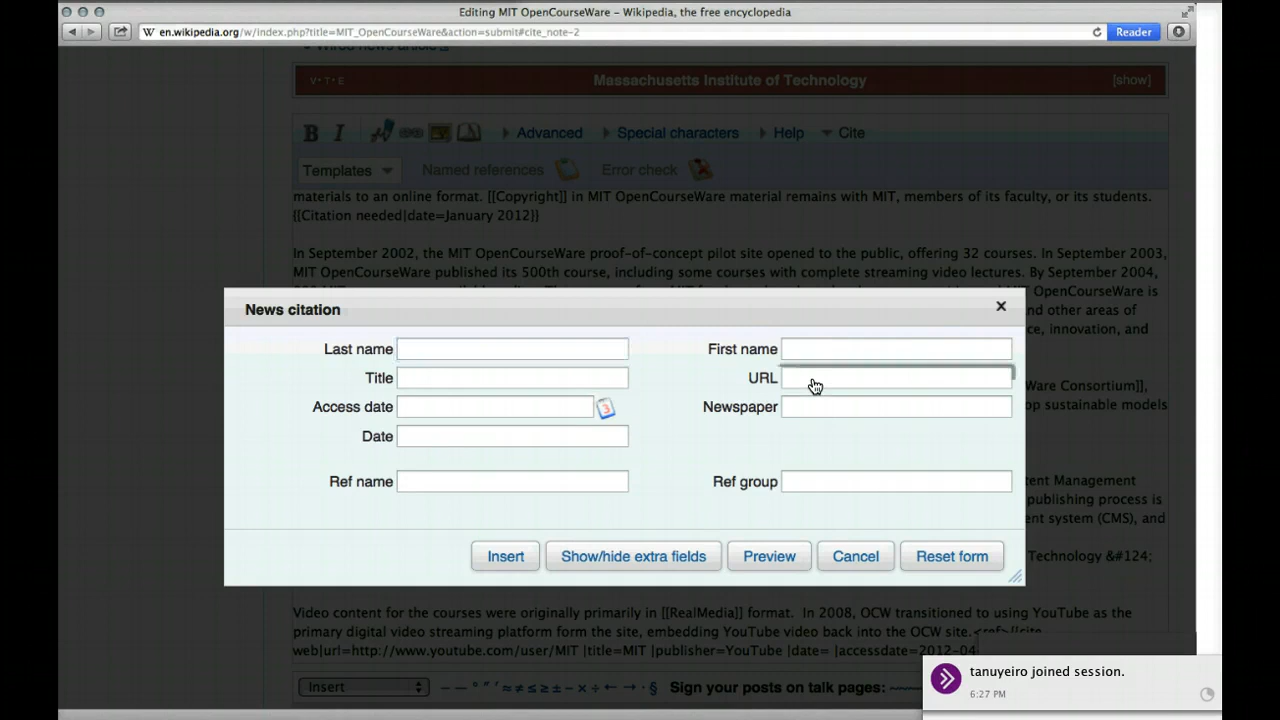 Editing MIT OpenCourseWare – Wikipedia, the free encyclopedia
W en.wikipedia.org/w/index.php?title=MIT_OpenCourseWare&action=submit#cite_note-2
Reader
V · T · E
Massachusetts Institute of Technology
[show]
B I Advanced Special characters Help Cite
Templates Named references Error check
materials to an online format. [[Copyright]] in MIT OpenCourseWare material remains with MIT, members of its faculty, or its students.
{{Citation needed|date=January 2012}}
In September 2002, the MIT OpenCourseWare proof-of-concept pilot site opened to the public, offering 32 courses. In September 2003,
MIT OpenCourseWare published its 500th course, including some courses with complete streaming video lectures. By September 2004,
OpenCourseWare is
nd other areas of
ce, innovation, and
Ware Consortium]],
op sustainable models
tent Management
publishing process is
ent system (CMS), and
Technology &#124;
News citation
Last name
First name
Title
URL
Access date
3
Newspaper
Date
Ref name
Ref group
Insert
Show/hide extra fields
Preview
Cancel
Reset form
Video content for the courses were originally primarily in [[RealMedia]] format. In 2008, OCW transitioned to using YouTube as the
primary digital video streaming platform form the site, embedding YouTube video back into the OCW site.<ref>{{cite
web|url=http://www.youtube.com/user/MIT |title=MIT |publisher=YouTube |date= |accessdate=2012-04-
Insert
– — ° ″ ′ ≈ ≠ ≤ ≥ ± − × ÷ ← → · §
Sign your posts on talk pages: ~~~~
tanuyeiro joined session.
6:27 PM